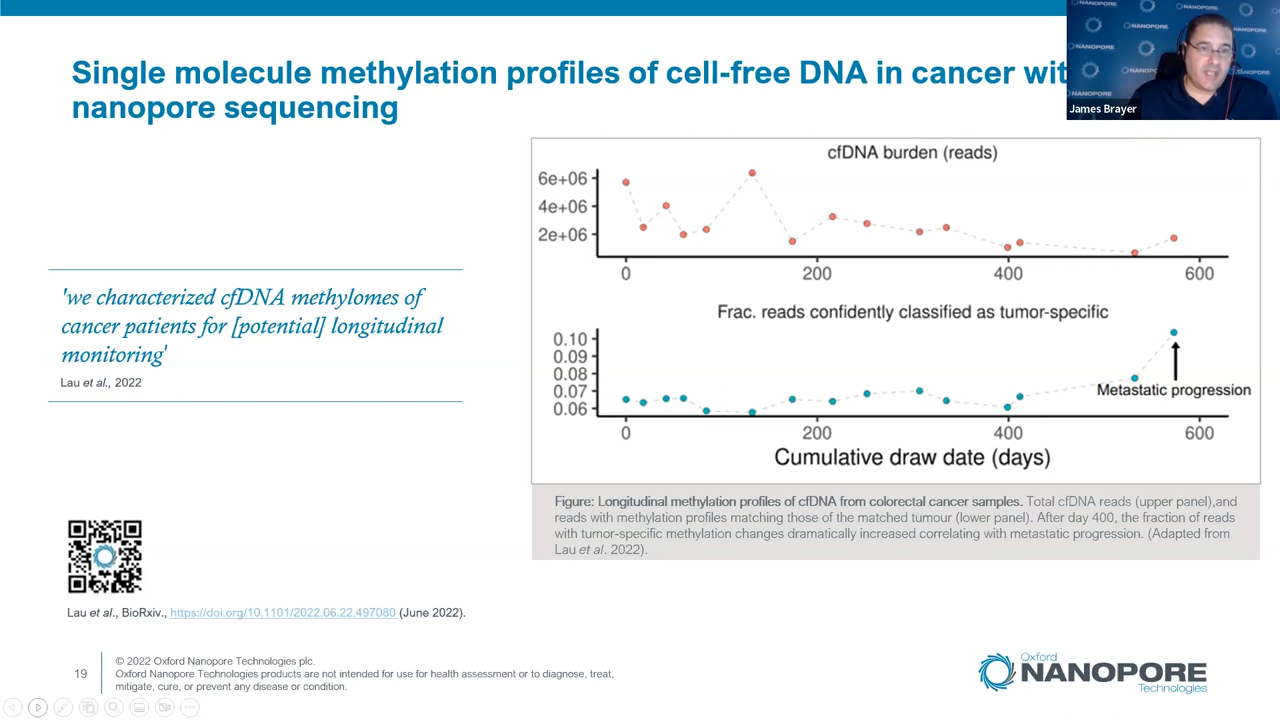 Single molecule methylation profiles of cell-free DNA in cancer wit
nanopore sequencing
NANOPORE
NANOPORE
NANOPORE
NANOPORE
NANOPORE
James Brayer
'we characterized cfDNA methylomes of
cancer patients for [potential] longitudinal
monitoring'
Lau et al., 2022
cfDNA burden (reads)
6e+06
4e+06
2e+06
0 200 400 600
Frac. reads confidently classified as tumor-specific
0.10
0.09
0.08
0.07
0.06
Metastatic progression
0 200 400 600
Cumulative draw date (days)
Figure: Longitudinal methylation profiles of cfDNA from colorectal cancer samples. Total cfDNA reads (upper panel),and
reads with methylation profiles matching those of the matched tumour (lower panel). After day 400, the fraction of reads
with tumor-specific methylation changes dramatically increased correlating with metastatic progression. (Adapted from
Lau et al. 2022).
Lau et al., BioRxiv., https://doi.org/10.1101/2022.06.22.497080 (June 2022).
19
© 2022 Oxford Nanopore Technologies plc.
Oxford Nanopore Technologies products are not intended for use for health assessment or to diagnose, treat,
mitigate, cure, or prevent any disease or condition.
Oxford
NANOPORE
Technologies